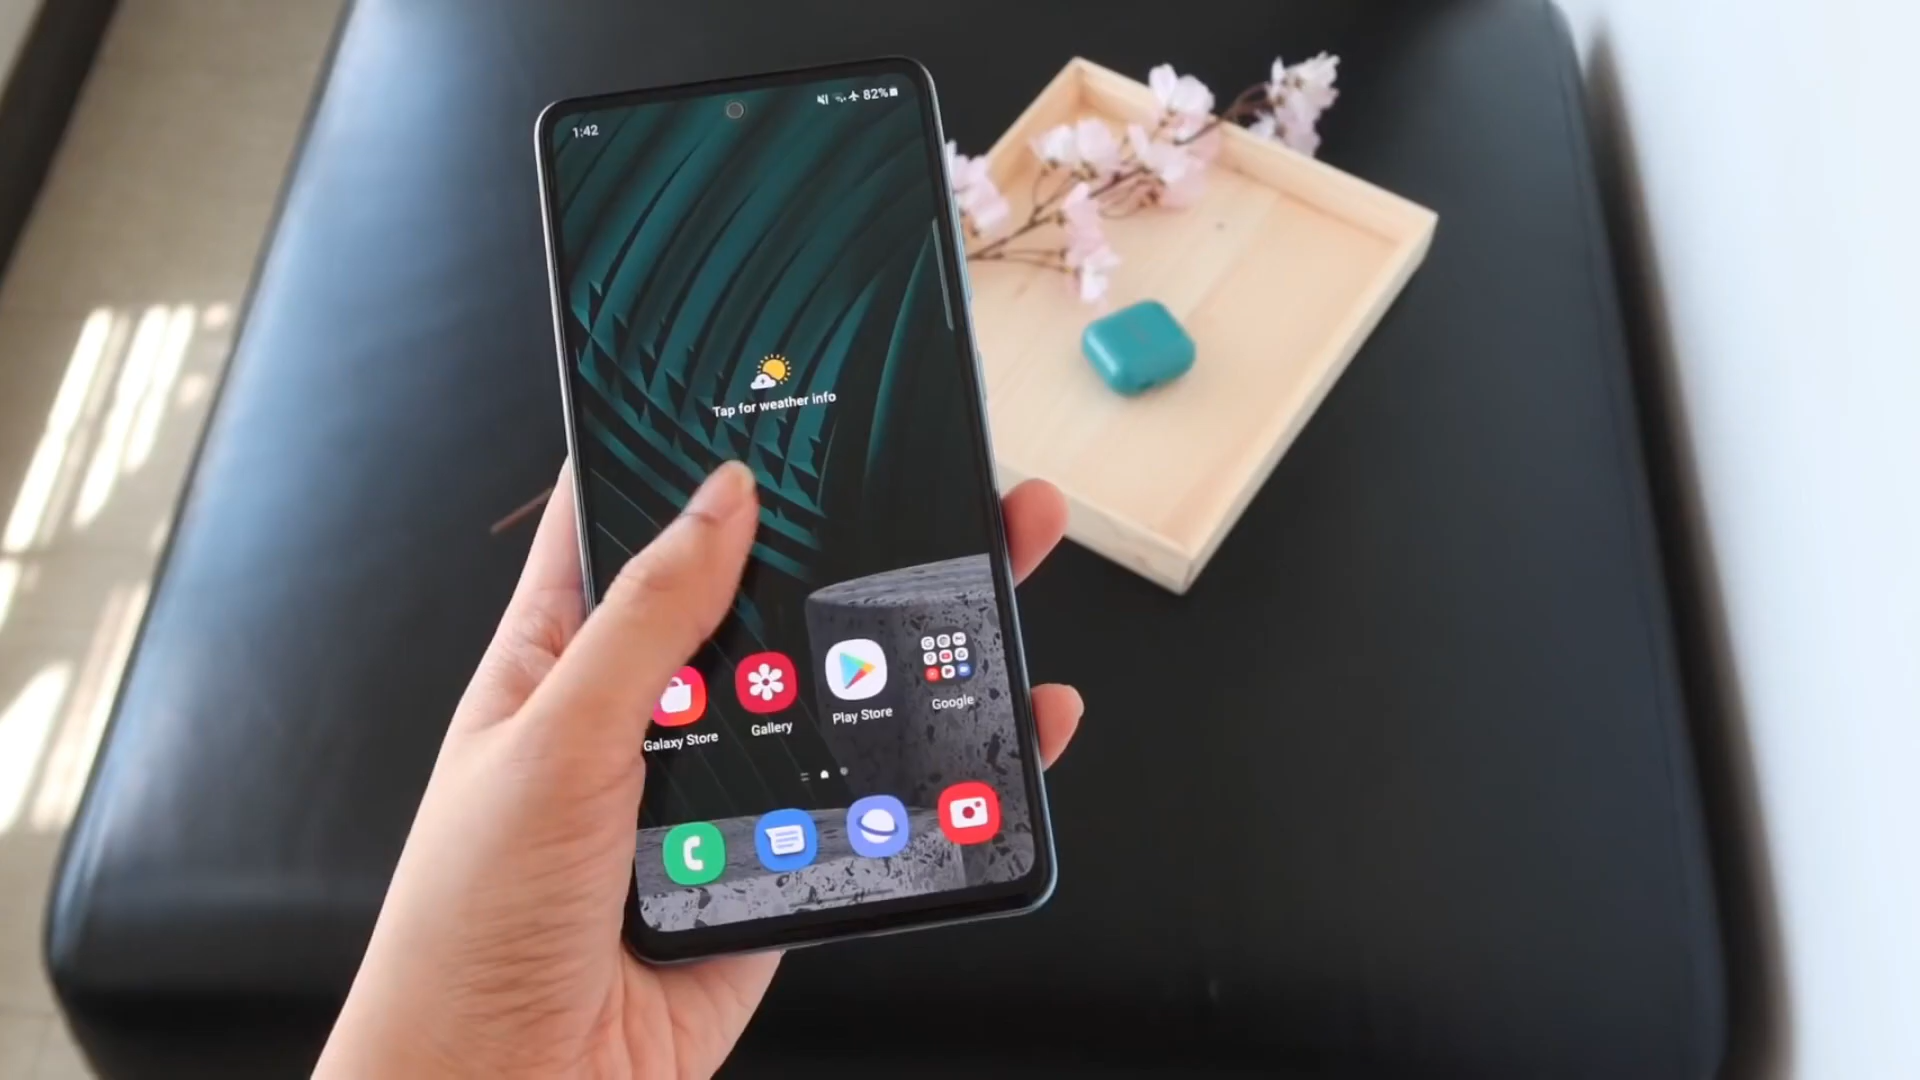 1:42
82%
Tap for weather info
Galaxy Store
Gallery
Play Store
Google